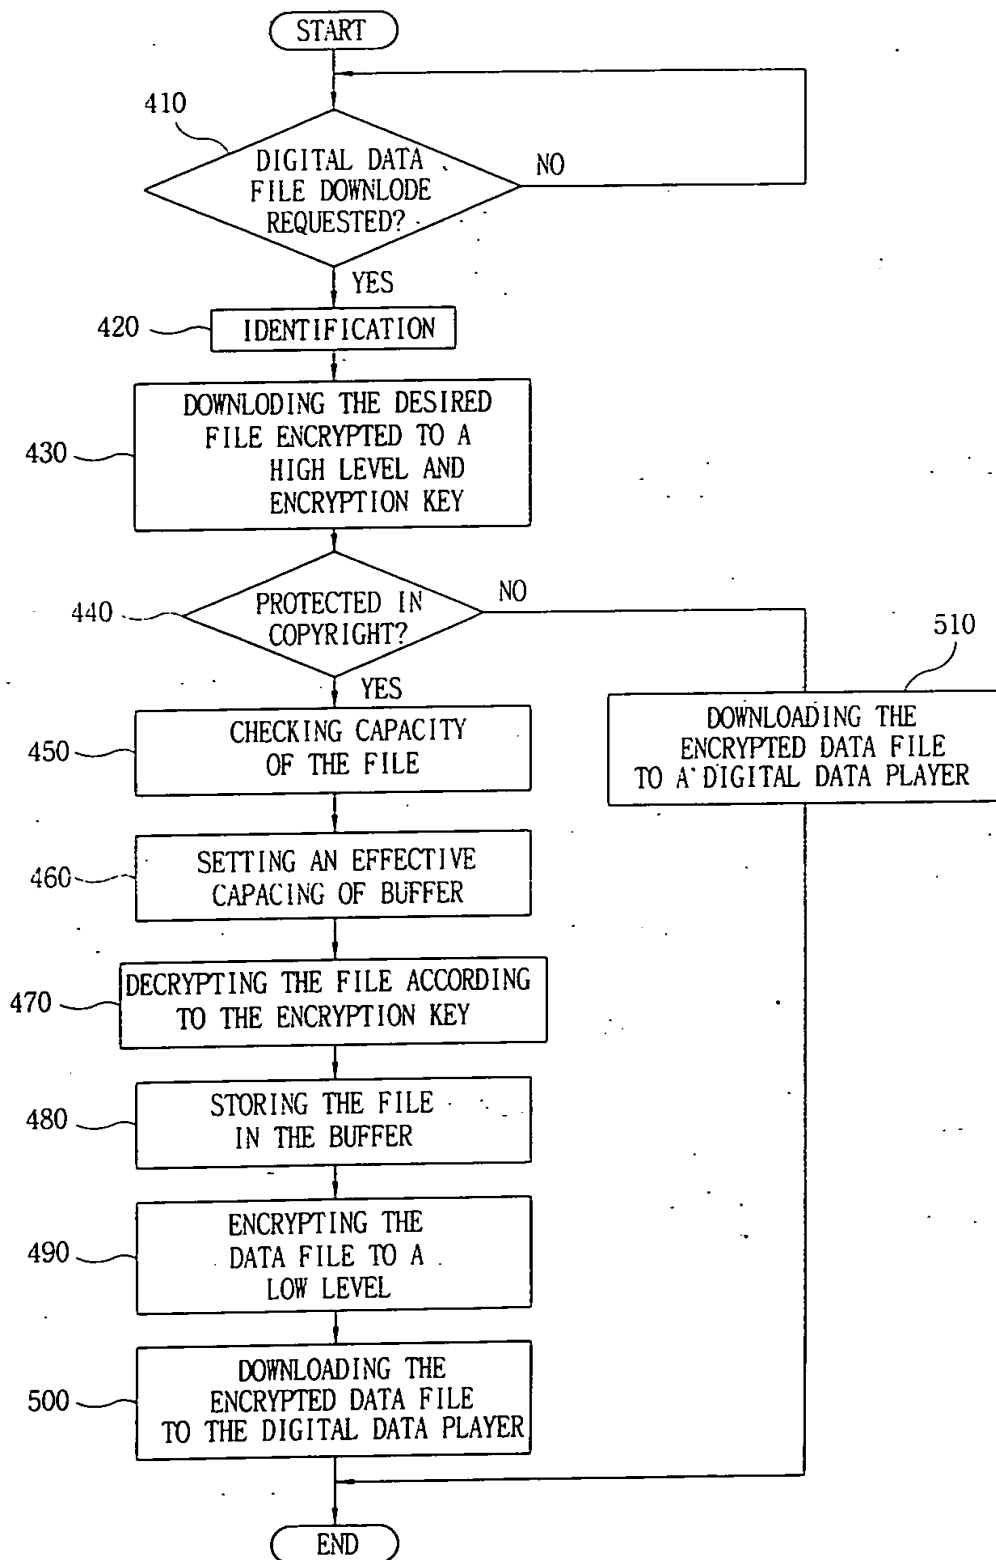 START
410
DIGITAL DATA
FILE DOWNLODE
REQUESTED?
NO
YES
420
IDENTIFICATION
430
DOWNLODING THE DESIRED
FILE ENCRYPTED TO A
HIGH LEVEL AND
ENCRYPTION KEY
440
PROTECTED IN
COPYRIGHT?
NO
YES
510
DOWNLOADING THE
ENCRYPTED DATA FILE
TO A DIGITAL DATA PLAYER
450
CHECKING CAPACITY
OF THE FILE
460
SETTING AN EFFECTIVE
CAPACING OF BUFFER
470
DECRYPTING THE FILE ACCORDING
TO THE ENCRYPTION KEY
480
STORING THE FILE
IN THE BUFFER
490
ENCRYPTING THE
DATA FILE TO A
LOW LEVEL
500
DOWNLOADING THE
ENCRYPTED DATA FILE
TO THE DIGITAL DATA PLAYER
END